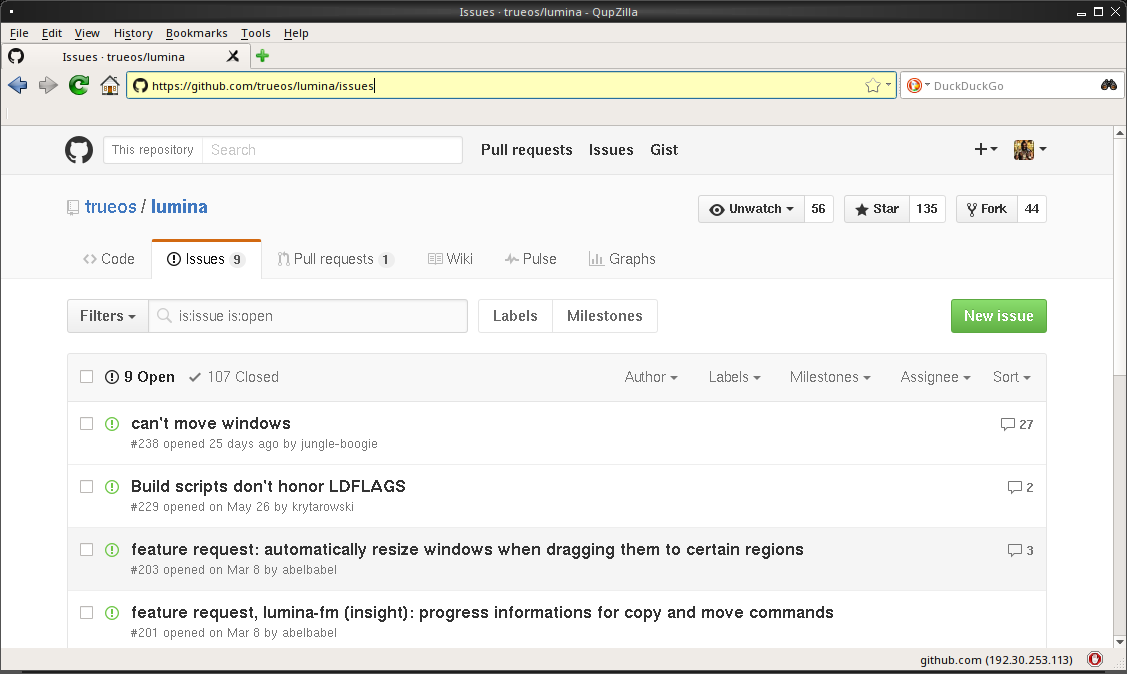 Issues · trueos/lumina - QupZilla
File Edit View History Bookmarks Tools Help
Issues · trueos/lumina
https://github.com/trueos/lumina/issues DuckDuckGo
This repository Search Pull requests Issues Gist
trueos / lumina Unwatch 56 Star 135 Fork 44
Code Issues 9 Pull requests 1 Wiki Pulse Graphs
Filters is:issue is:open Labels Milestones New issue
9 Open 107 Closed Author Labels Milestones Assignee Sort
can't move windows 27
#238 opened 25 days ago by jungle-boogie
Build scripts don't honor LDFLAGS 2
#229 opened on May 26 by krytarowski
feature request: automatically resize windows when dragging them to certain regions 3
#203 opened on Mar 8 by abelbabel
feature request, lumina-fm (insight): progress informations for copy and move commands
#201 opened on Mar 8 by abelbabel
github.com (192.30.253.113)